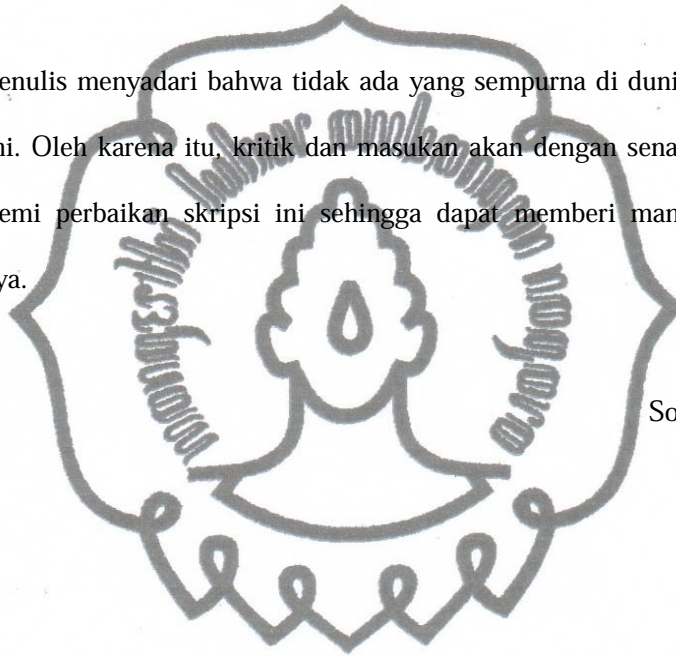 enulis menyadari bahwa tidak ada yang sempurna di duni
ni. Oleh karena itu, kritik dan masukan akan dengan sena
emi perbaikan skripsi ini sehingga dapat memberi man
ya.
So